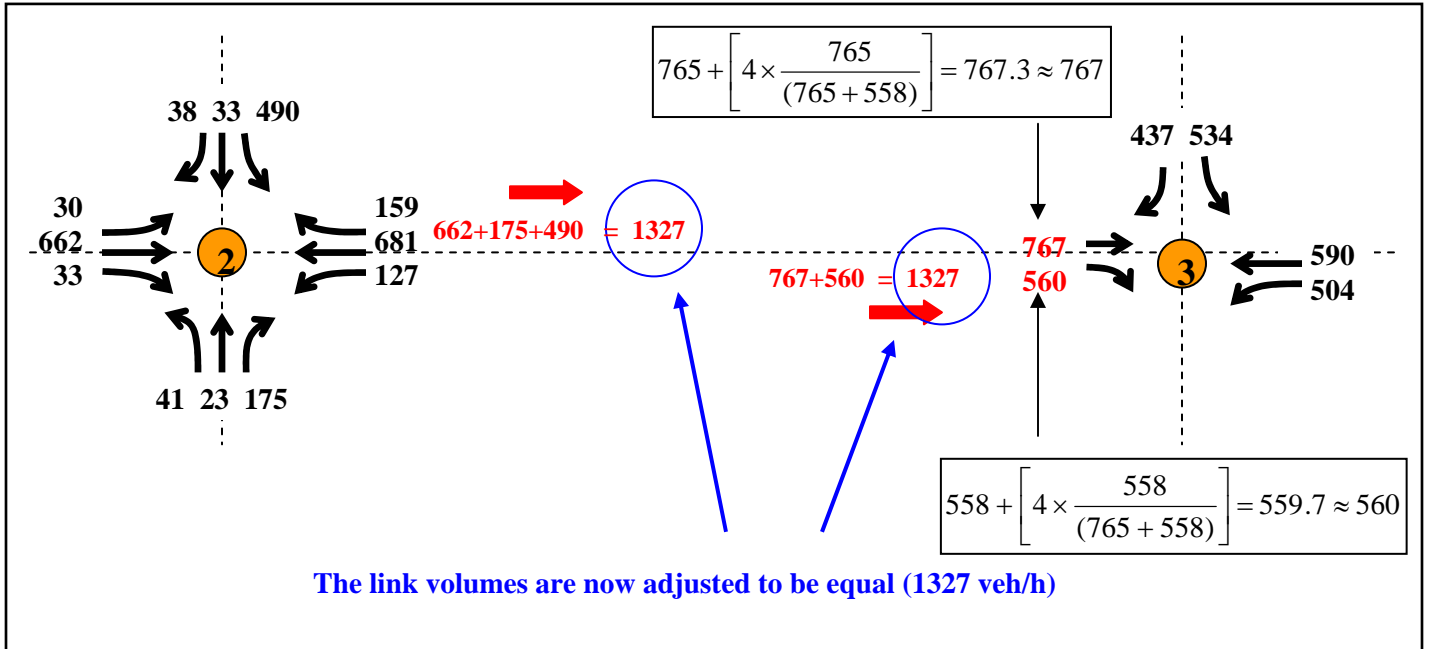 765 + [4 × 765/(765 + 558)] = 767.3 ≈ 767
38 33 490
437 534
30
662
33
2
159
681
127
662+175+490 = 1327
767+560 = 1327
767
560
3
590
504
41 23 175
558 + [4 × 558/(765 + 558)] = 559.7 ≈ 560
The link volumes are now adjusted to be equal (1327 veh/h)